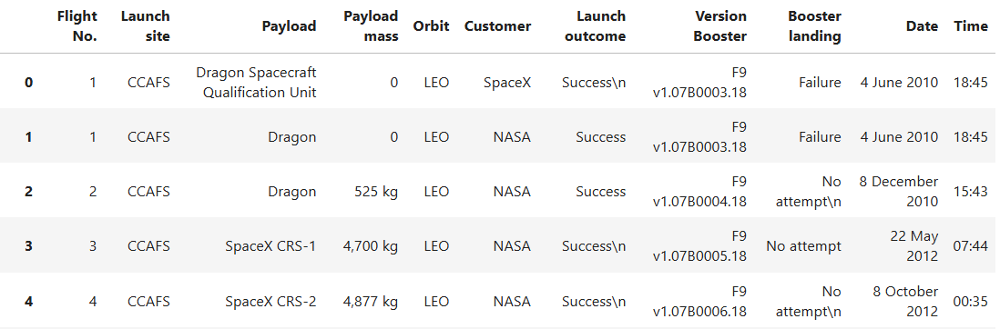 Flight No. Launch site Payload Payload mass Orbit Customer Launch outcome Version Booster Booster landing Date Time
0 1 CCAFS Dragon Spacecraft Qualification Unit 0 LEO SpaceX Success\n F9 v1.07B0003.18 Failure 4 June 2010 18:45
1 1 CCAFS Dragon 0 LEO NASA Success F9 v1.07B0003.18 Failure 4 June 2010 18:45
2 2 CCAFS Dragon 525 kg LEO NASA Success F9 v1.07B0004.18 No attempt\n 8 December 2010 15:43
3 3 CCAFS SpaceX CRS-1 4,700 kg LEO NASA Success\n F9 v1.07B0005.18 No attempt 22 May 2012 07:44
4 4 CCAFS SpaceX CRS-2 4,877 kg LEO NASA Success\n F9 v1.07B0006.18 No attempt\n 8 October 2012 00:35